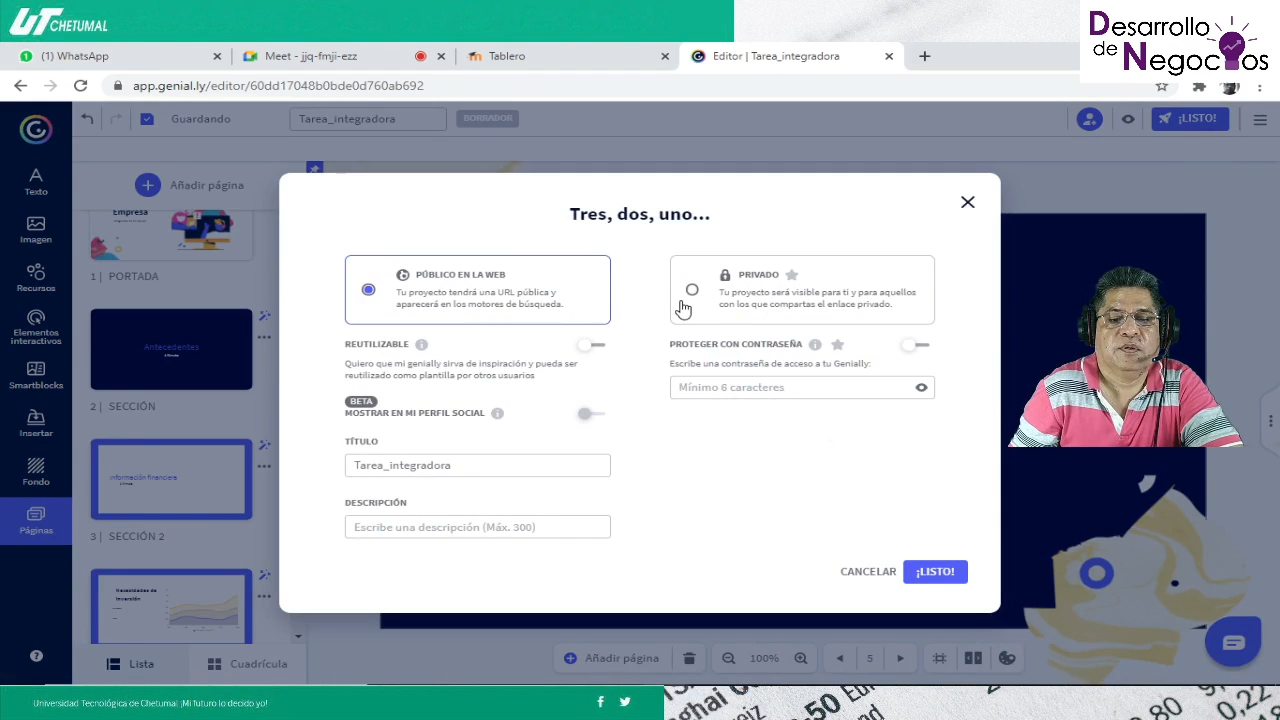 UT CHETUMAL
Desarrollo
de
Negocios
(1) WhatsApp
Meet - jjq-fmji-ezz
Tablero
Editor | Tarea_integradora
app.genial.ly/editor/60dd17048b0bde0d760ab692
Guardando
Tarea_integradora
BORRADOR
¡LISTO!
Texto
Imagen
Recursos
Elementos
interactivos
Smartblocks
Insertar
Fondo
Páginas
Añadir página
Empresa
1 | PORTADA
Antecedentes
2 | SECCIÓN
Información financiera
3 | SECCIÓN 2
Necesidades de
Inversión
Lista
Cuadrícula
Tres, dos, uno...
PÚBLICO EN LA WEB
Tu proyecto tendrá una URL pública y
aparecerá en los motores de búsqueda.
PRIVADO
Tu proyecto será visible para ti y para aquellos
con los que compartas el enlace privado.
REUTILIZABLE
Quiero que mi genially sirva de inspiración y pueda ser
reutilizado como plantilla por otros usuarios
BETA
MOSTRAR EN MI PERFIL SOCIAL
PROTEGER CON CONTRASEÑA
Escribe una contraseña de acceso a tu Genially:
Mínimo 6 caracteres
TÍTULO
Tarea_integradora
DESCRIPCIÓN
Escribe una descripción (Máx. 300)
CANCELAR
¡LISTO!
Añadir página
100%
5
Universidad Tecnológica de Chetumal ¡Mi futuro lo decido yo!
50 Eur
0,22